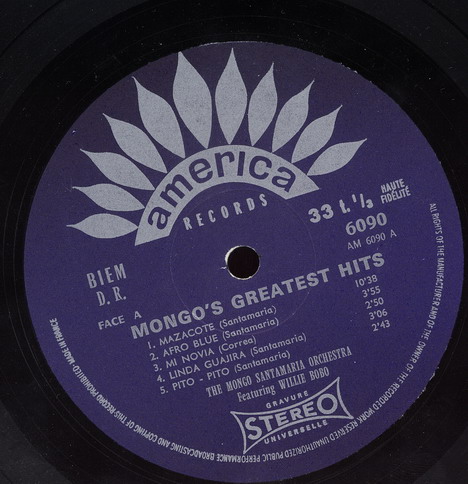 america
RECORDS
33 t. 1/3
HAUTE FIDÉLITÉ
6090
AM 6090 A
BIEM
D. R.
FACE A
MONGO'S GREATEST HITS
1. MAZACOTE (Santamaria) 10'38
2. AFRO BLUE (Santamaria) 3'55
3. MI NOVIA (Correa) 2'50
4. LINDA GUAJIRA (Santamaria) 3'06
5. PITO - PITO (Santamaria) 2'43
THE MONGO SANTAMARIA ORCHESTRA
Featuring WILLIE BOBO
GRAVURE
STEREO
UNIVERSELLE
ALL RIGHTS OF THE MANUFACTURER AND OF THE OWNER OF THE RECORDED WORK RESERVED UNAUTHORIZED PUBLIC PERFORMANCE BROADCASTING AND COPYING OF THIS RECORD PROHIBITED - MADE IN FRANCE